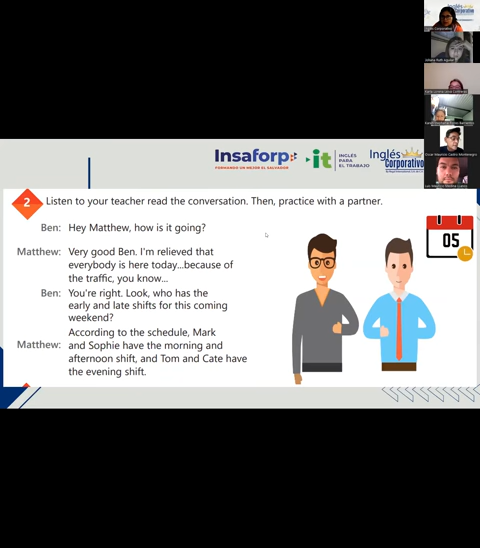 Insaforp
FORMANDO UN MEJOR EL SALVADOR
it
INGLÉS
PARA
EL TRABAJO
Inglés
Corporativo
2 Listen to your teacher read the conversation. Then, practice with a partner.
Ben: Hey Matthew, how is it going?
Matthew: Very good Ben. I'm relieved that
everybody is here today...because of
the traffic, you know...
Ben: You're right. Look, who has the
early and late shifts for this coming
weekend?
According to the schedule, Mark
Matthew: and Sophie have the morning and
afternoon shift, and Tom and Cate have
the evening shift.
05